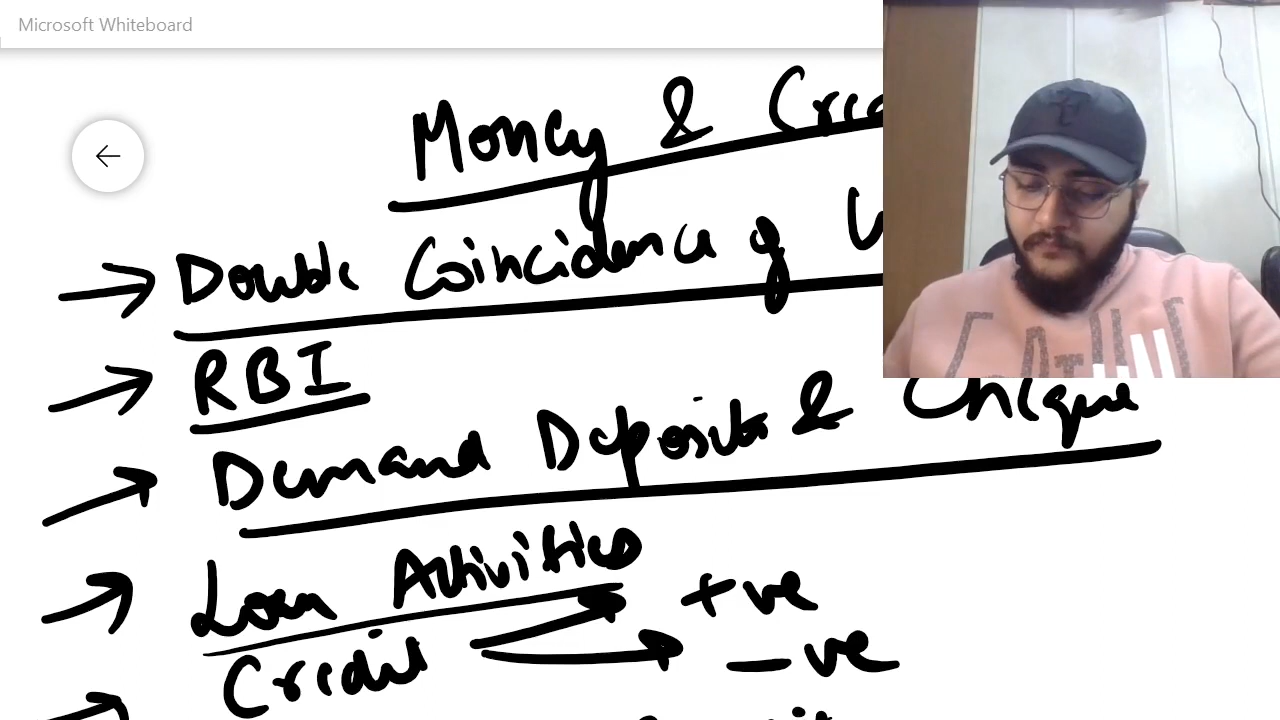 Microsoft Whiteboard
Money & Cre
Double Coincidence of W
RBI
Demand Deposits & Cheque
Loan Activities
+ve
Credit
-ve